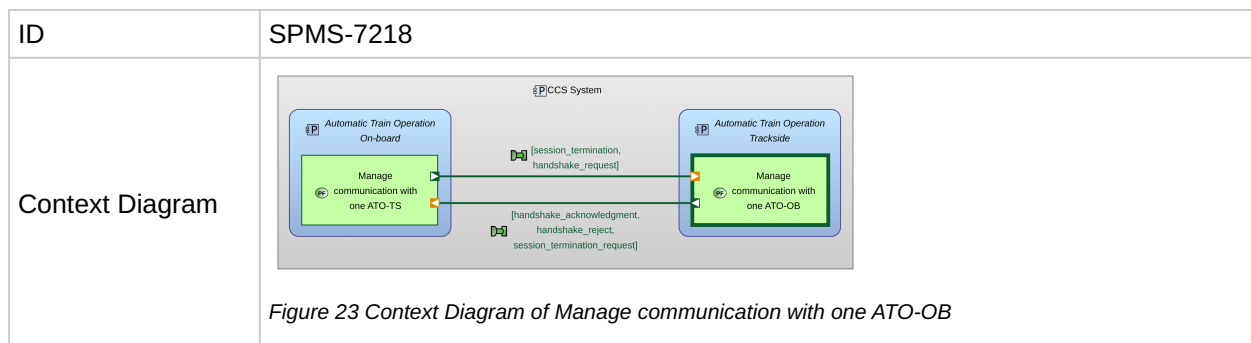 ID
SPMS-7218
Context Diagram
P CCS System
P
Automatic Train Operation
On-board
PF
Manage
communication with
one ATO-TS
[session_termination,
handshake_request]
[handshake_acknowledgment,
handshake_reject,
session_termination_request]
P
Automatic Train Operation
Trackside
PF
Manage
communication with
one ATO-OB
Figure 23 Context Diagram of Manage communication with one ATO-OB